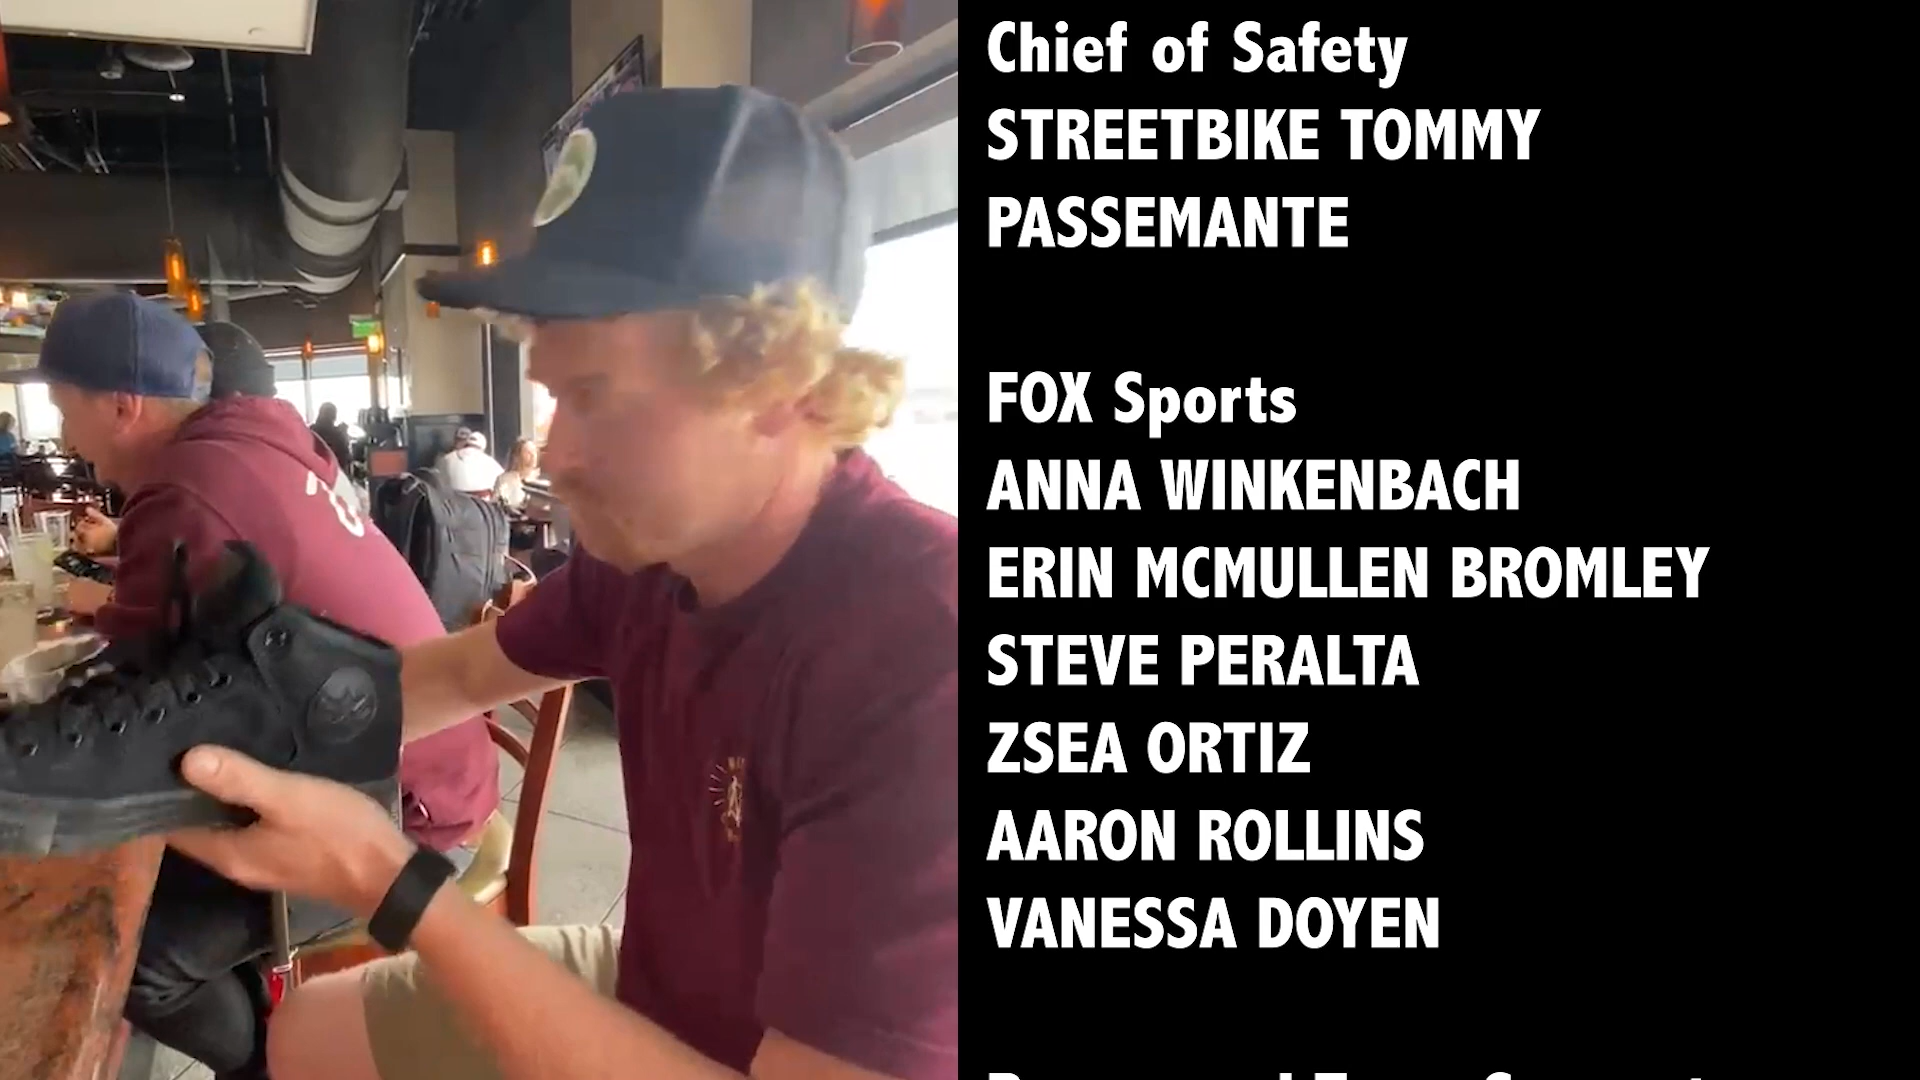 Chief of Safety
STREETBIKE TOMMY
PASSEMANTE
FOX Sports
ANNA WINKENBACH
ERIN MCMULLEN BROMLEY
STEVE PERALTA
ZSEA ORTIZ
AARON ROLLINS
VANESSA DOYEN